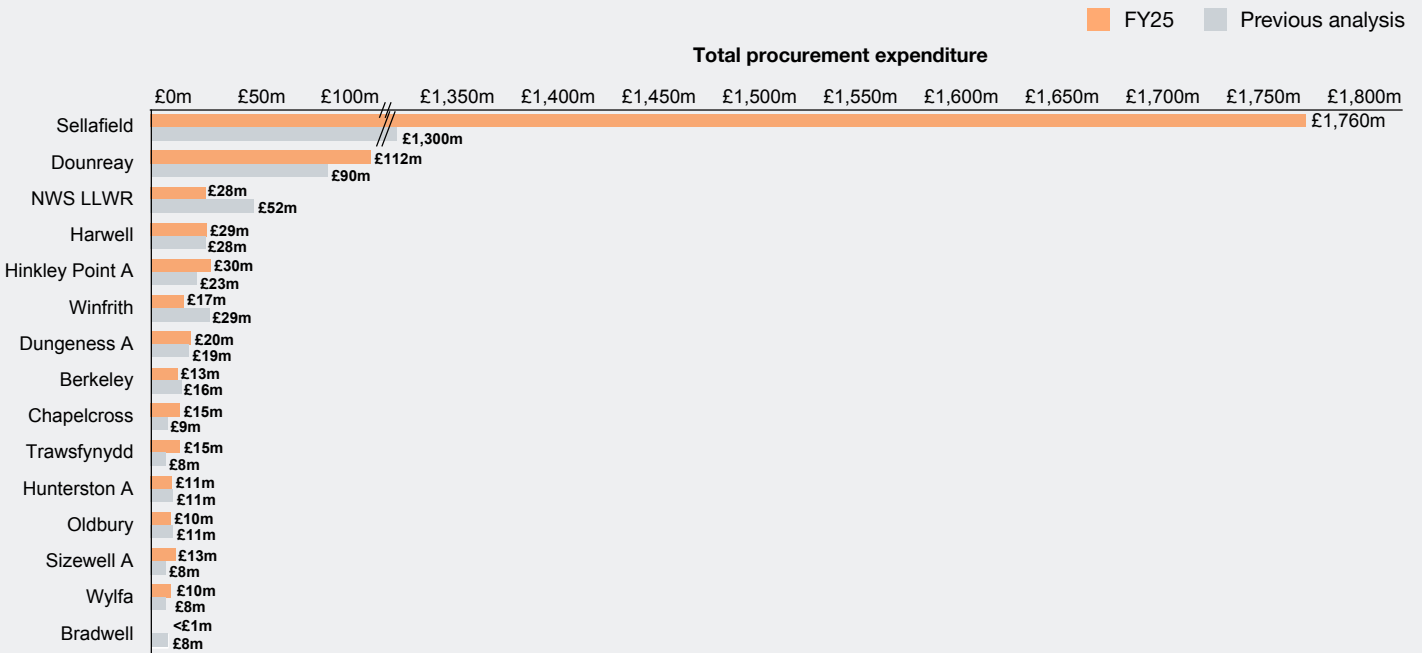 FY25 Previous analysis
Total procurement expenditure
£0m £50m £100m £1,350m £1,400m £1,450m £1,500m £1,550m £1,600m £1,650m £1,700m £1,750m £1,800m
Sellafield £1,760m
£1,300m
Dounreay £112m
£90m
NWS LLWR £28m
£52m
Harwell £29m
£28m
Hinkley Point A £30m
£23m
Winfrith £17m
£29m
Dungeness A £20m
£19m
Berkeley £13m
£16m
Chapelcross £15m
£9m
Trawsfynydd £15m
£8m
Hunterston A £11m
£11m
Oldbury £10m
£11m
Sizewell A £13m
£8m
Wylfa £10m
£8m
Bradwell <£1m
£8m